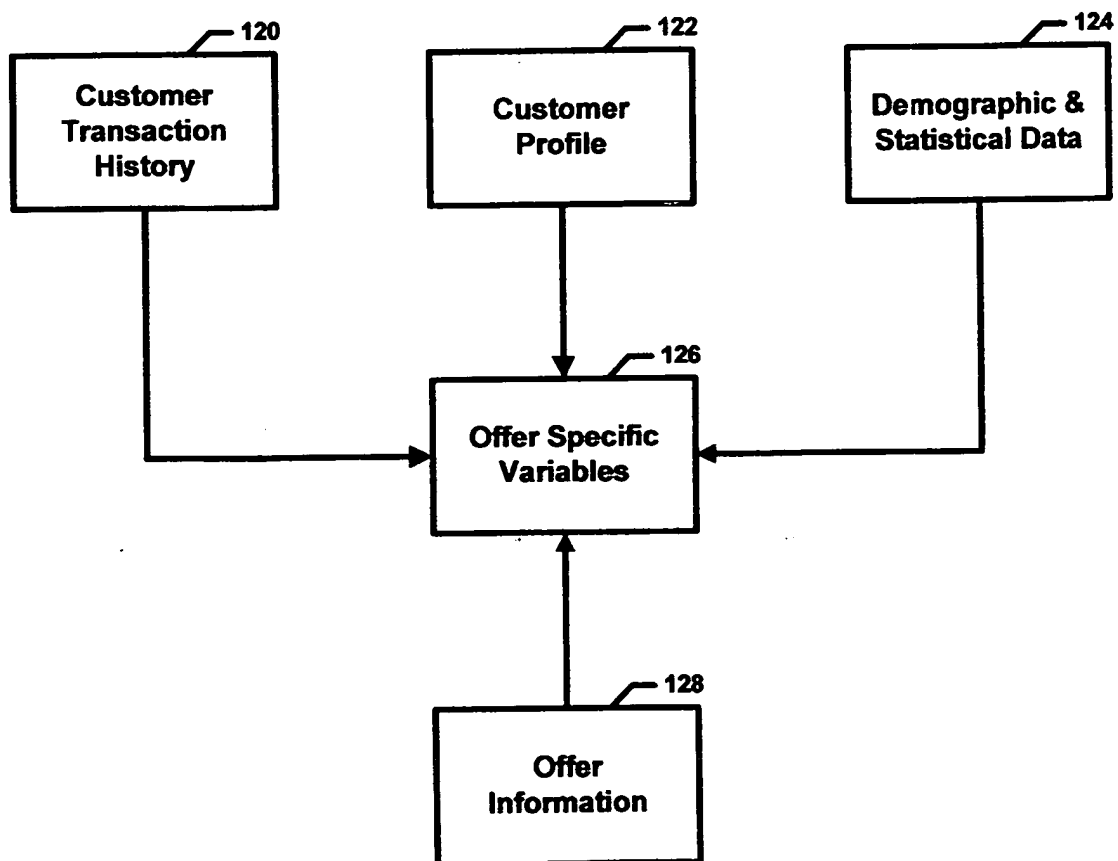 120
Customer
Transaction
History
122
Customer
Profile
124
Demographic &
Statistical Data
126
Offer Specific
Variables
128
Offer
Information